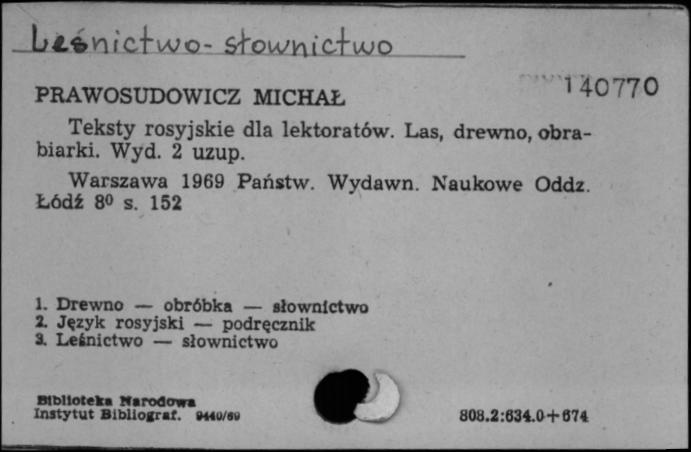 Leśnictwo - słownictwo
140770
PRAWOSUDOWICZ MICHAŁ
Teksty rosyjskie dla lektoratów. Las, drewno, obra-
biarki. Wyd. 2 uzup.
Warszawa 1969 Państw. Wydawn. Naukowe Oddz.
Łódź 8⁰ s. 152
1. Drewno — obróbka — słownictwo
2. Język rosyjski — podręcznik
3. Leśnictwo — słownictwo
Biblioteka Narodowa
Instytut Bibliograf. 9440/69
808.2:634.0+674